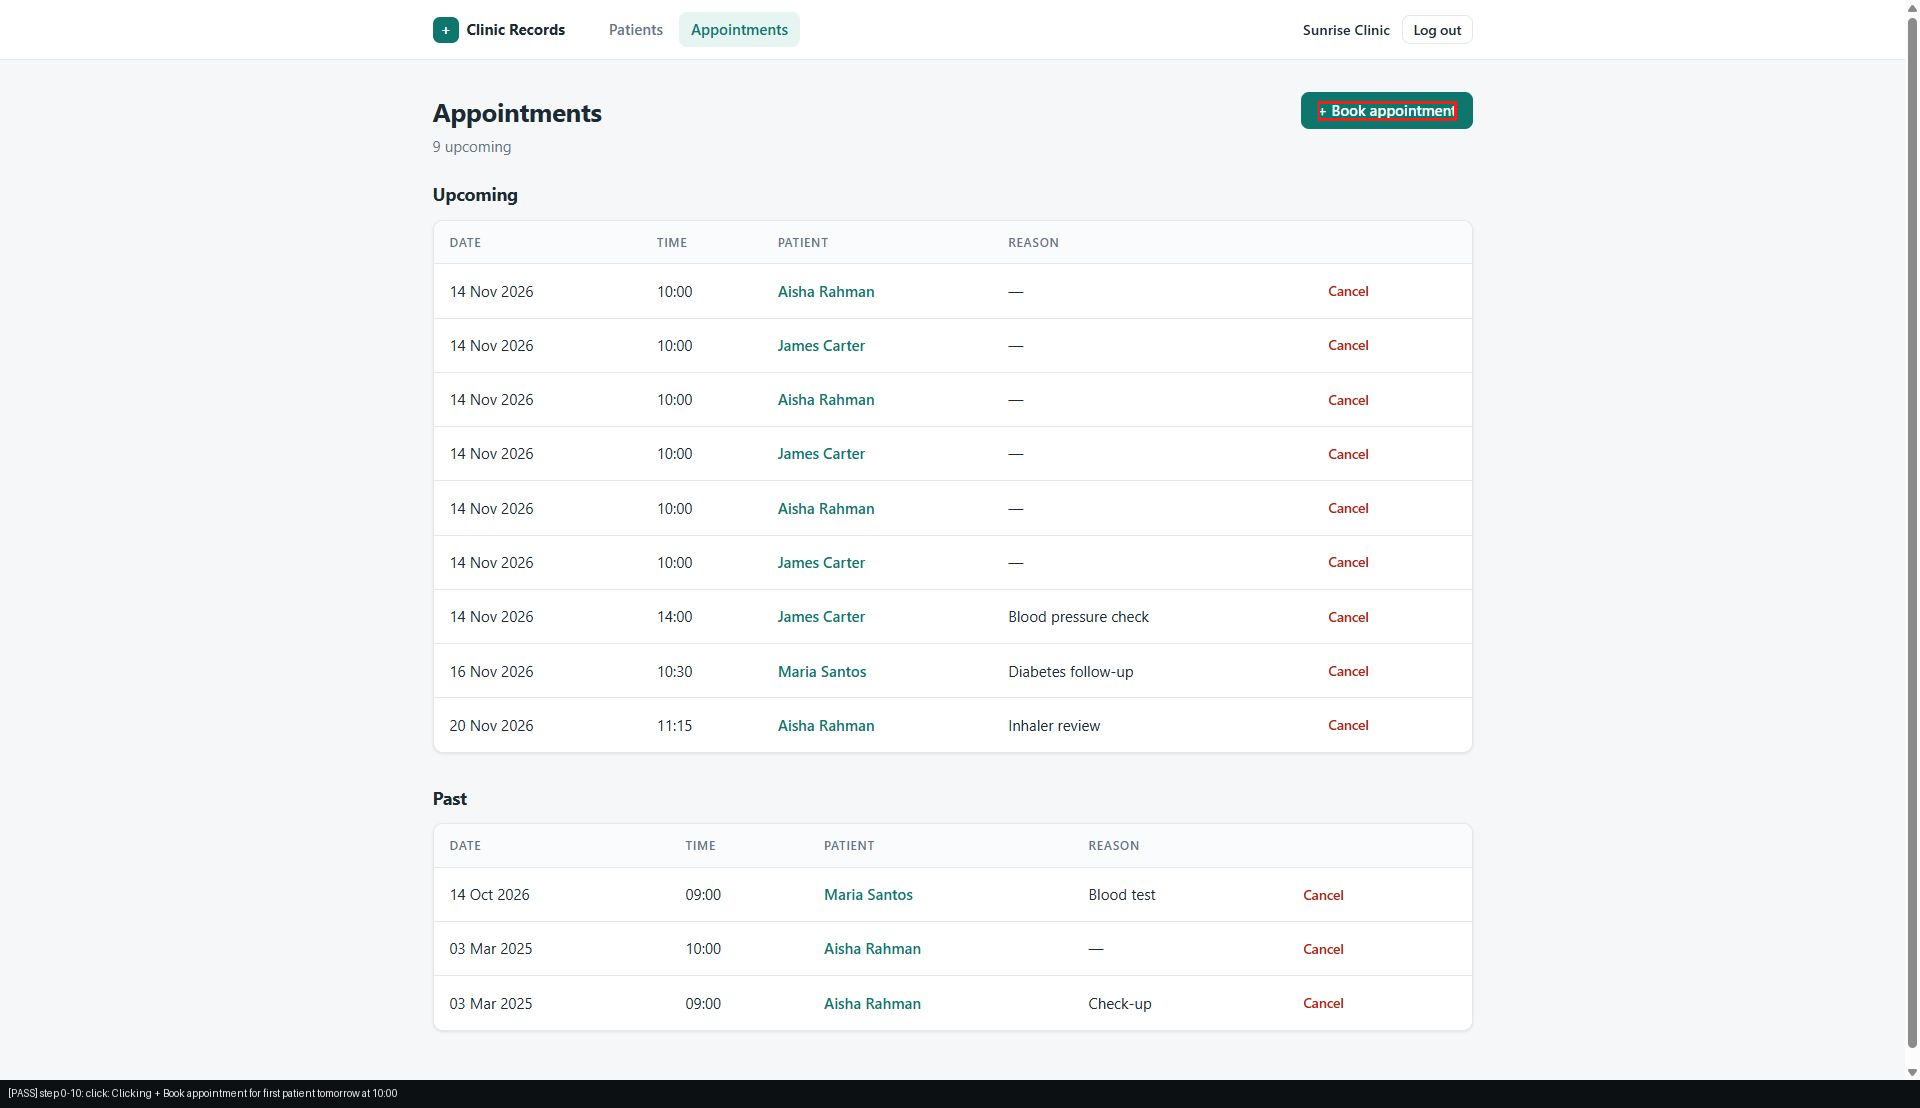 + Clinic Records Patients Appointments Sunrise Clinic Log out
Appointments
+ Book appointment
9 upcoming
Upcoming
DATE TIME PATIENT REASON
14 Nov 2026 10:00 Aisha Rahman — Cancel
14 Nov 2026 10:00 James Carter — Cancel
14 Nov 2026 10:00 Aisha Rahman — Cancel
14 Nov 2026 10:00 James Carter — Cancel
14 Nov 2026 10:00 Aisha Rahman — Cancel
14 Nov 2026 10:00 James Carter — Cancel
14 Nov 2026 14:00 James Carter Blood pressure check Cancel
16 Nov 2026 10:30 Maria Santos Diabetes follow-up Cancel
20 Nov 2026 11:15 Aisha Rahman Inhaler review Cancel
Past
DATE TIME PATIENT REASON
14 Oct 2026 09:00 Maria Santos Blood test Cancel
03 Mar 2025 10:00 Aisha Rahman — Cancel
03 Mar 2025 09:00 Aisha Rahman Check-up Cancel
[PASS] step 0-10: click: Clicking + Book appointment for first patient tomorrow at 10:00